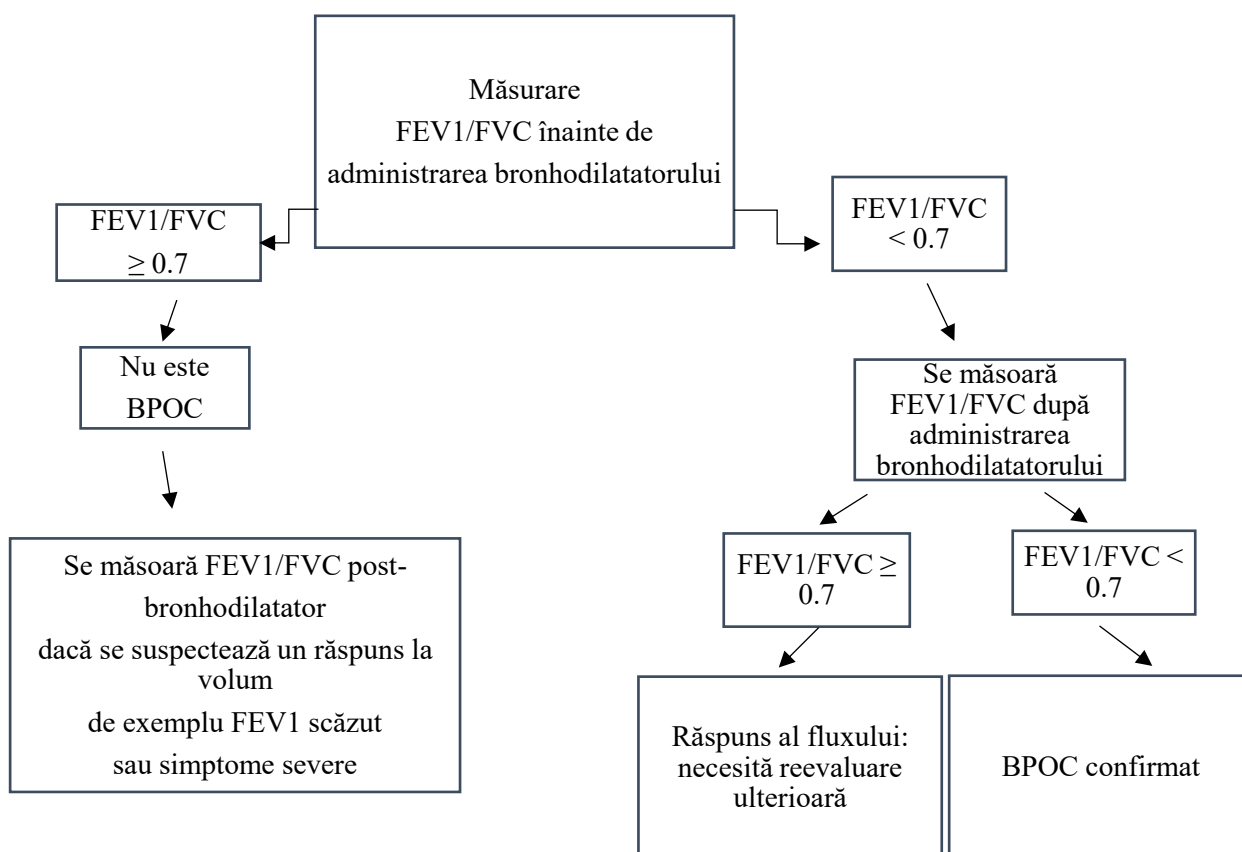 Măsurare
FEV1/FVC înainte de
administrarea bronhodilatatorului
FEV1/FVC
≥ 0.7
FEV1/FVC
< 0.7
Nu este
BPOC
Se măsoară
FEV1/FVC după
administrarea
bronhodilatatorului
Se măsoară FEV1/FVC post-
bronhodilatator
dacă se suspectează un răspuns la
volum
de exemplu FEV1 scăzut
sau simptome severe
FEV1/FVC ≥
0.7
FEV1/FVC <
0.7
Răspuns al fluxului:
necesită reevaluare
ulterioară
BPOC confirmat